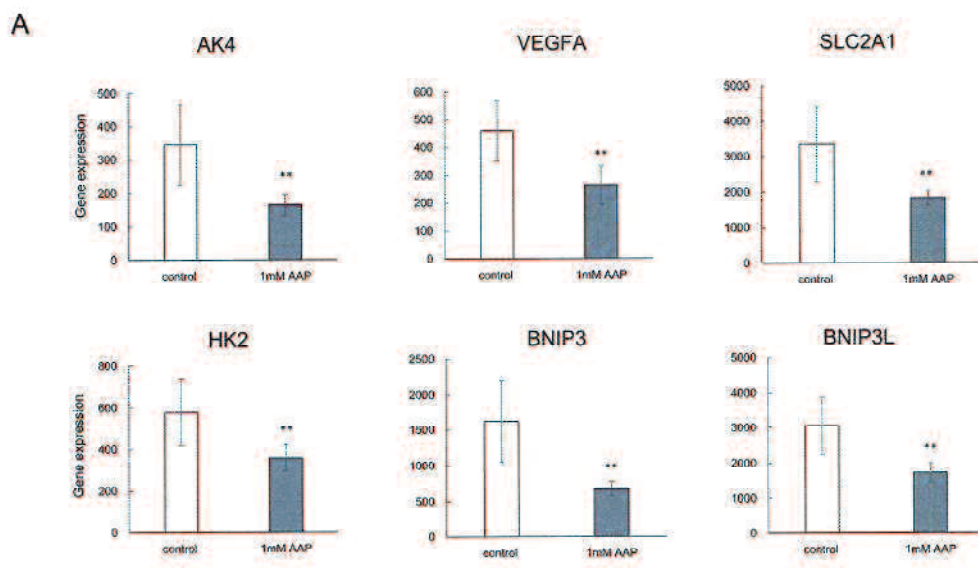 A
AK4
VEGFA
SLC2A1
Gene expression
500
400
300
200
100
0
**
control
1mM AAP
600
500
400
300
200
100
0
**
control
1mM AAP
5000
4000
3000
2000
1000
0
**
control
1mM AAP
HK2
BNIP3
BNIP3L
Gene expression
800
600
400
200
0
**
control
1mM AAP
2500
2000
1500
1000
500
0
**
control
1mM AAP
5000
4000
3000
2000
1000
0
**
control
1mM AAP